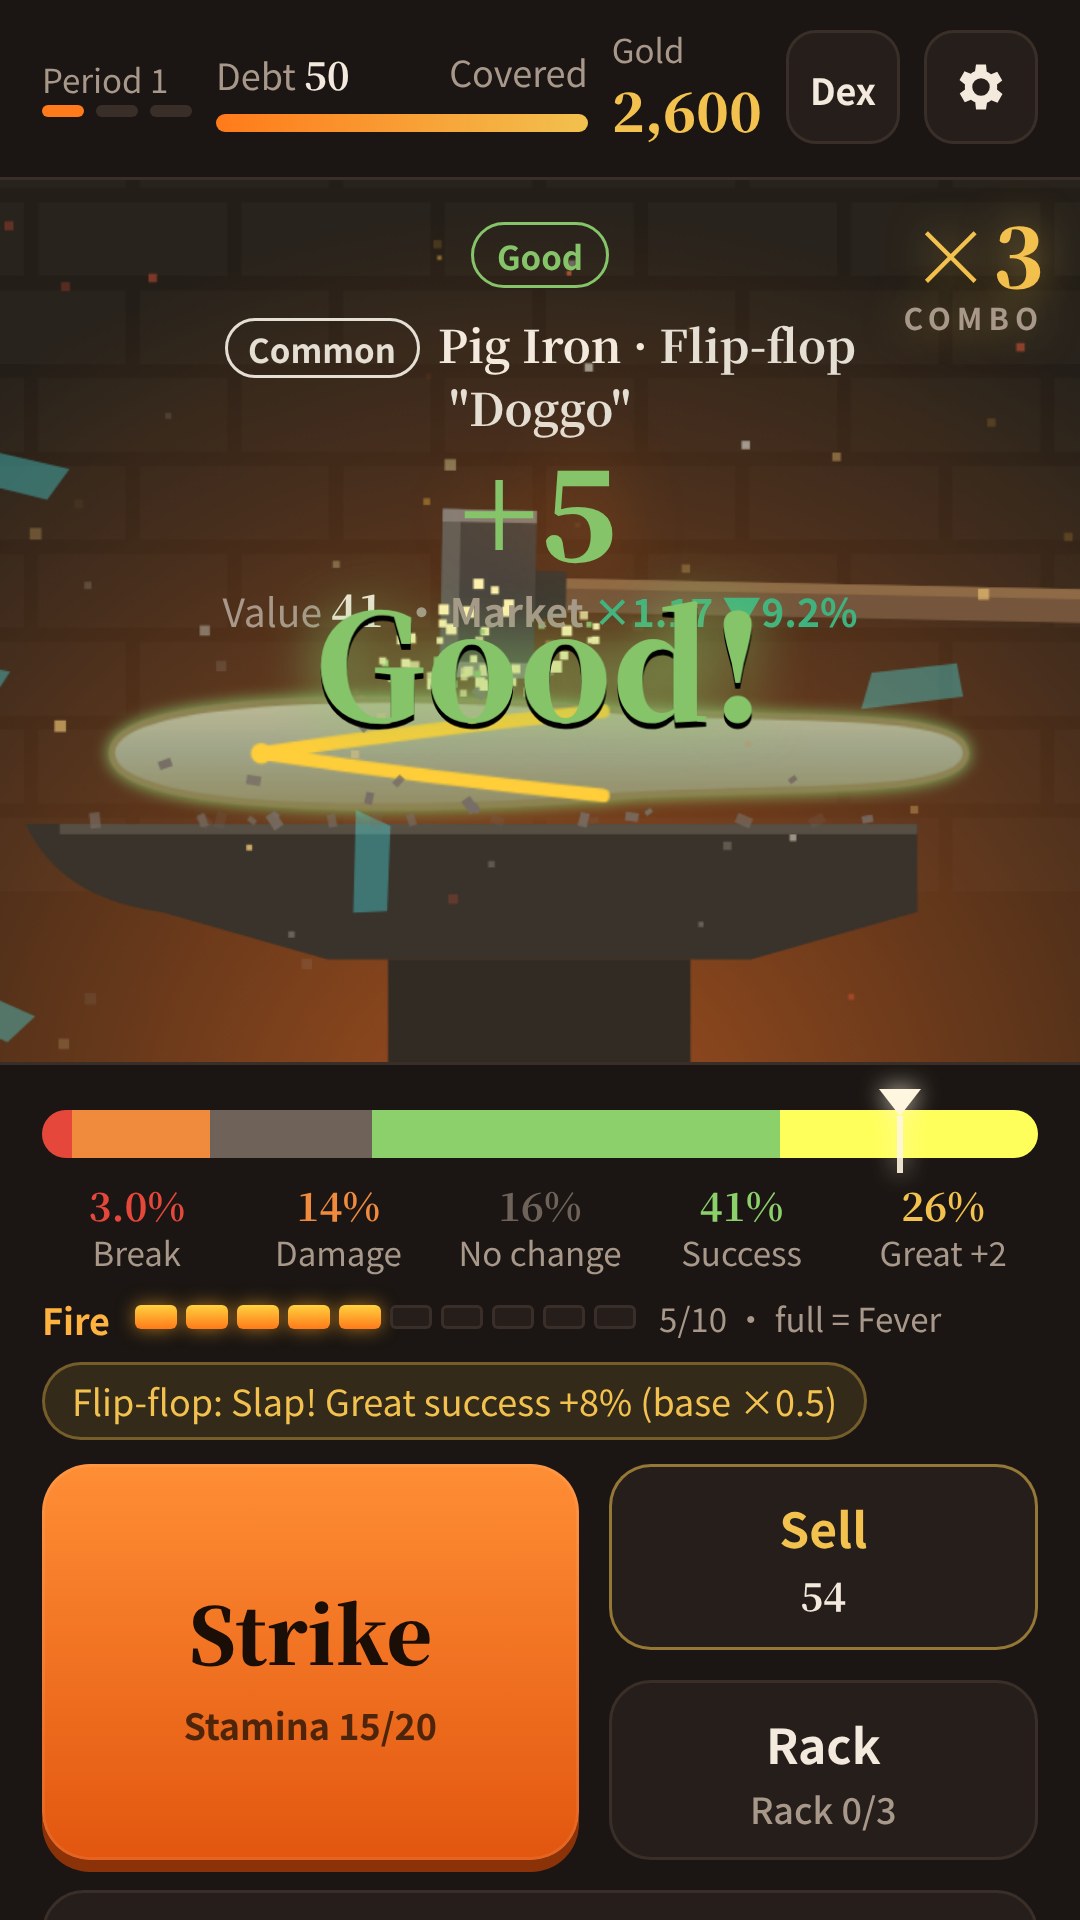 Period 1
Debt 50
Covered
Gold
2,600
Dex
Good
×3
COMBO
Common Pig Iron · Flip-flop
"Doggo"
+5
Value 41 • Market ×1.17 ▼9.2%
Good!
3.0% 14% 16% 41% 26%
Break Damage No change Success Great +2
Fire 5/10 • full = Fever
Flip-flop: Slap! Great success +8% (base ×0.5)
Strike
Stamina 15/20
Sell
54
Rack
Rack 0/3